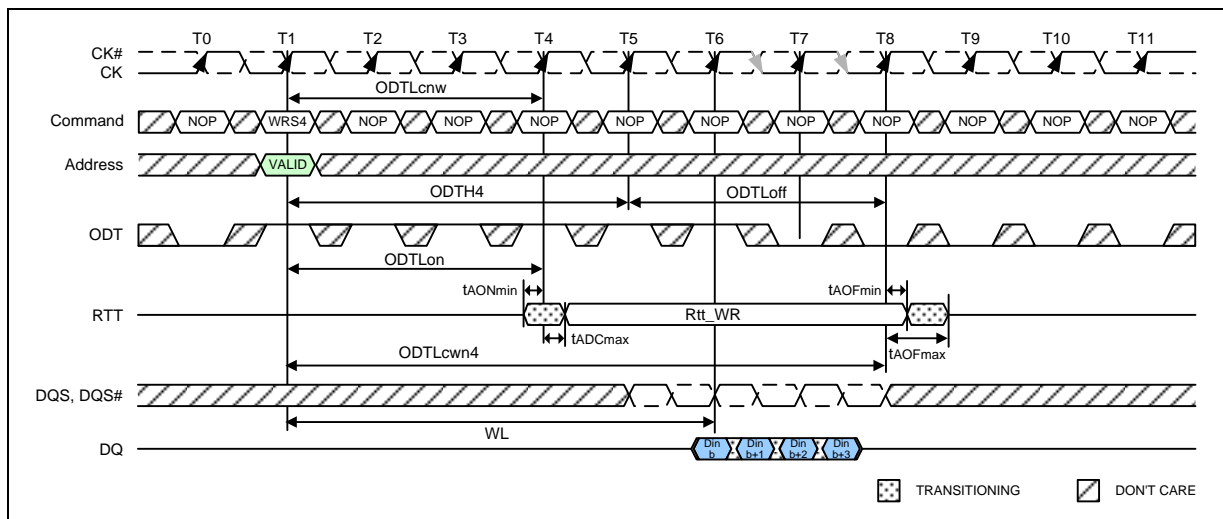 T0 T1 T2 T3 T4 T5 T6 T7 T8 T9 T10 T11
CK#
CK
ODTLcnw
Command NOP WRS4 NOP NOP NOP NOP NOP NOP NOP NOP NOP NOP
Address VALID
ODTH4 ODTLoff
ODT
ODTLon
tAONmin tAOFmin
RTT Rtt_WR
tADCmax tAOFmax
ODTLcwn4
DQS, DQS#
WL
DQ Din b Din b+1 Din b+2 Din b+3
TRANSITIONING DON'T CARE